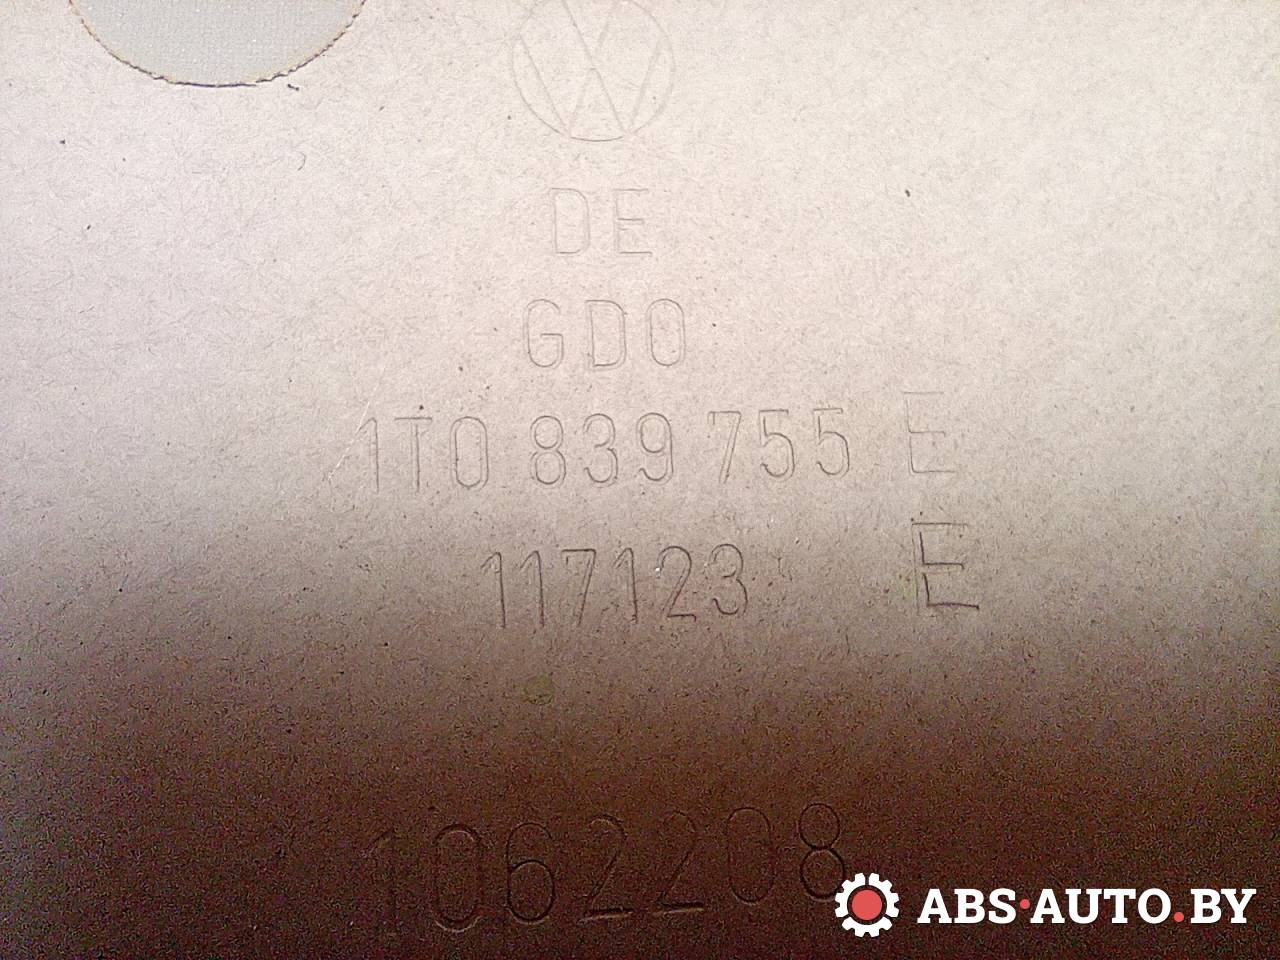 DE
GDO
1T0 839 755 E
117123 E
1062208
ABS·AUTO.BY